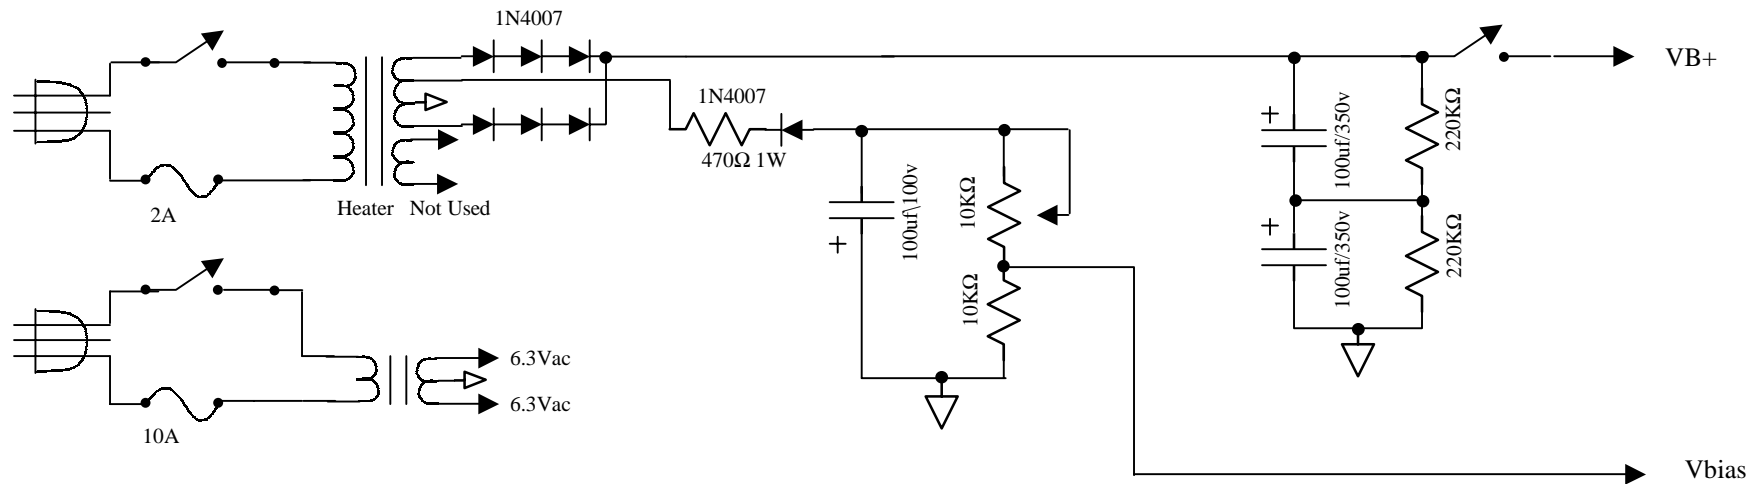 1N4007
VB+
1N4007
470Ω 1W
2A
Heater Not Used
100uf\100v
10KΩ
10KΩ
100uf/350v
220KΩ
100uf/350v
220KΩ
+
+
+
6.3Vac
6.3Vac
10A
Vbias